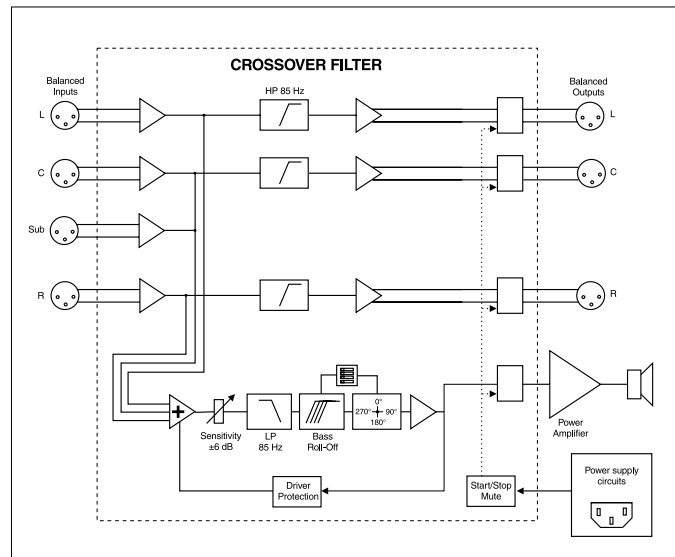 CROSSOVER FILTER
Balanced
Inputs
HP 85 Hz
Balanced
Outputs
L
L
C
C
Sub
R
R
0°
270°
90°
180°
Sensitivity
±6 dB
LP
85 Hz
Bass
Roll-Off
Power
Amplifier
Driver
Protection
Start/Stop
Mute
Power supply
circuits